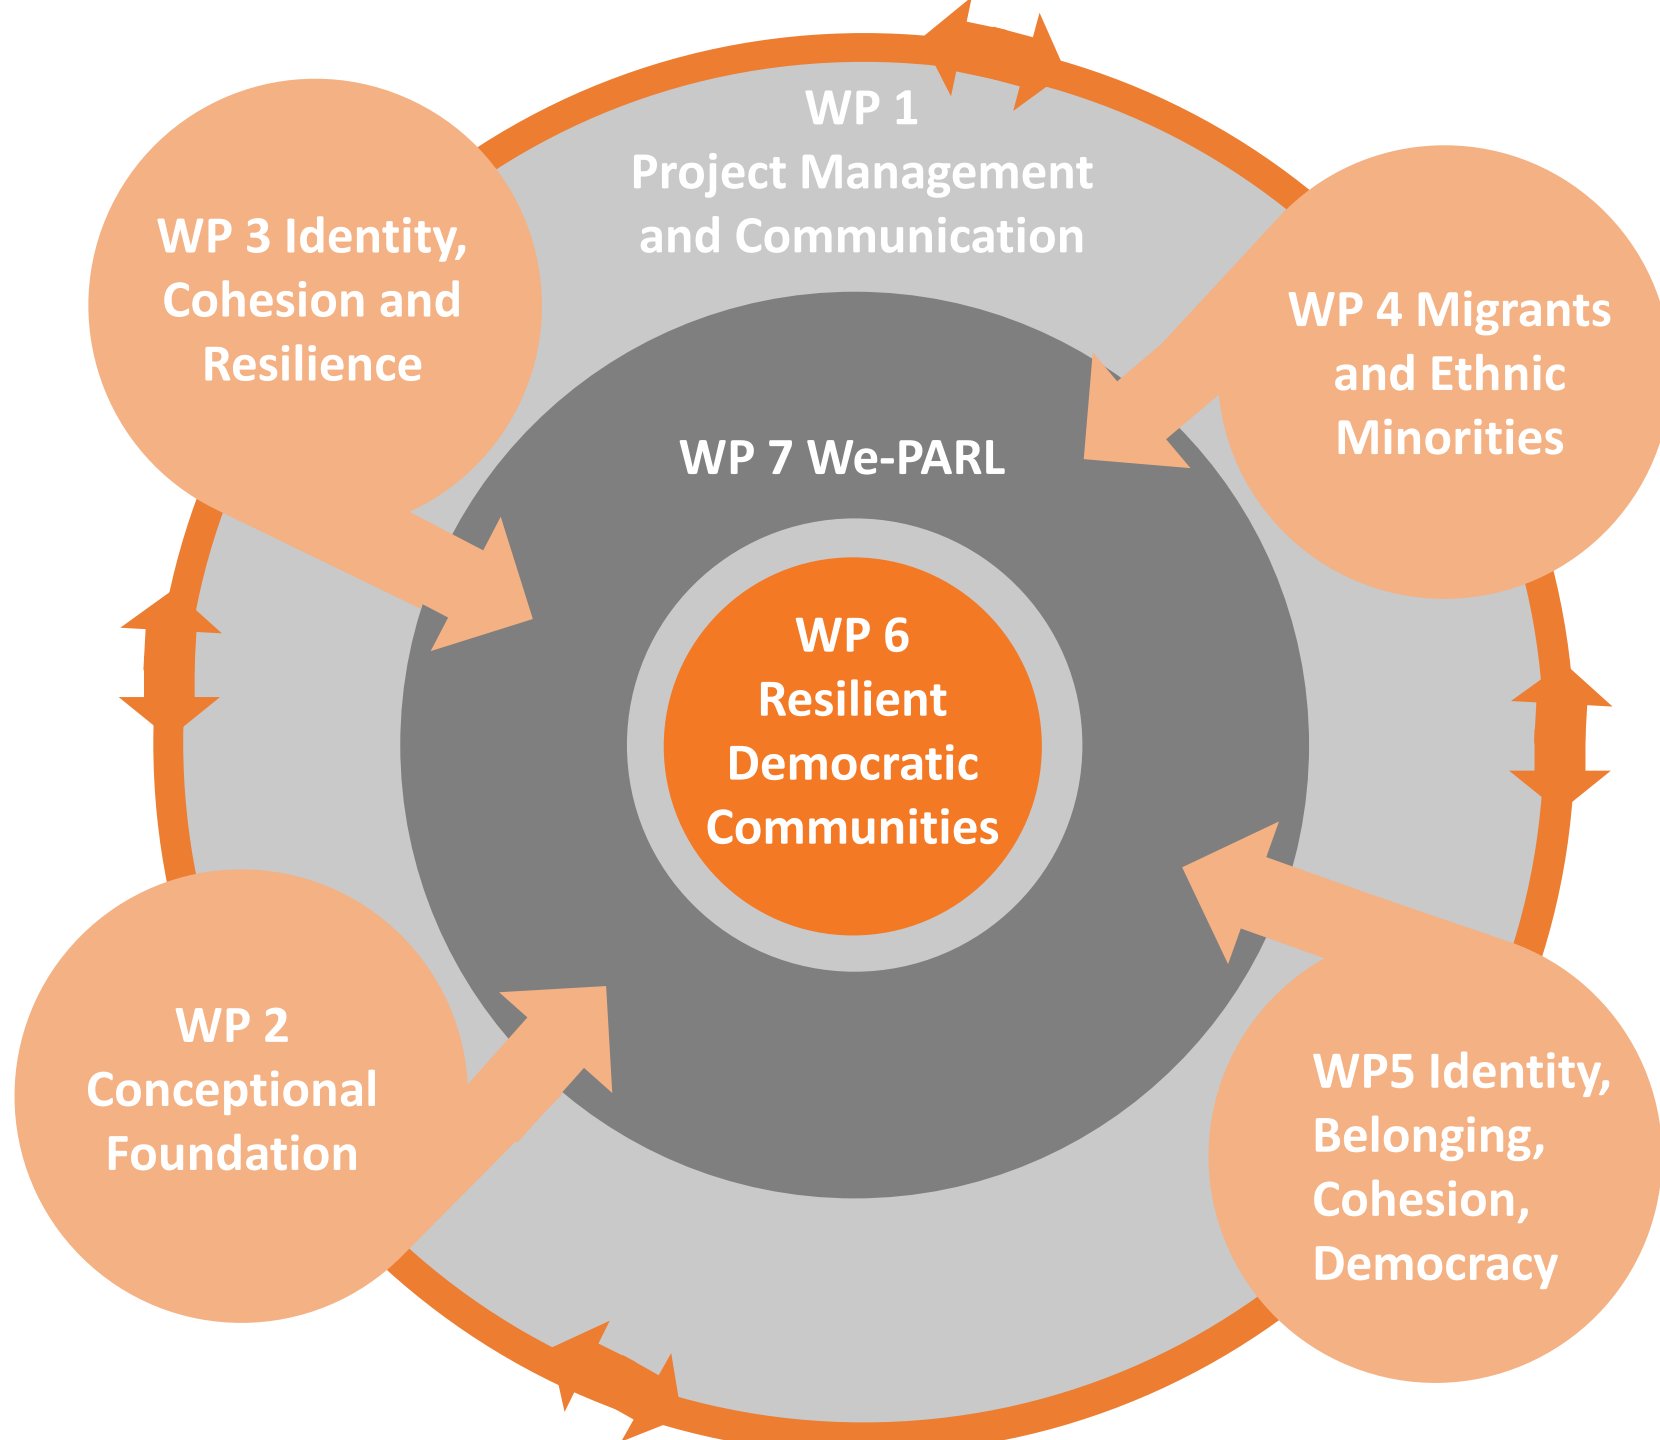 WP 1
Project Management
and Communication
WP 3 Identity,
Cohesion and
Resilience
WP 4 Migrants
and Ethnic
Minorities
WP 7 We-PARL
WP 6
Resilient
Democratic
Communities
WP 2
Conceptional
Foundation
WP5 Identity,
Belonging,
Cohesion,
Democracy